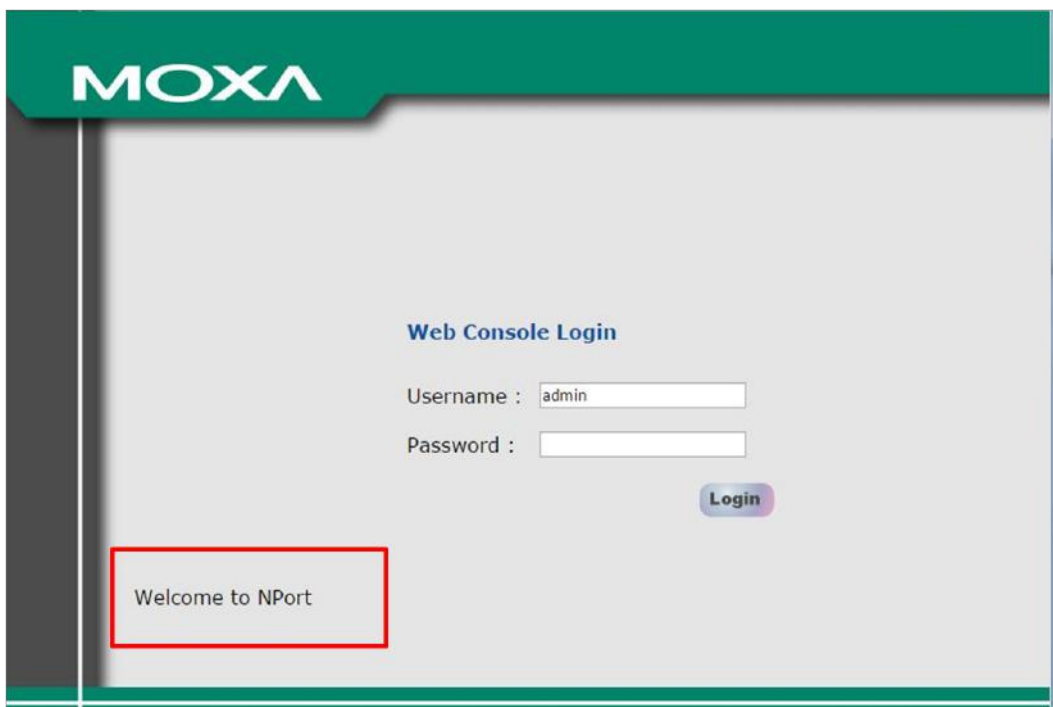 MOXA
Web Console Login
Username : admin
Password :
Login
Welcome to NPort